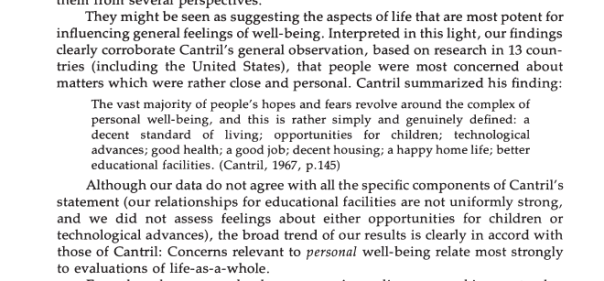 them from several perspectives.
They might be seen as suggesting the aspects of life that are most potent for
influencing general feelings of well-being. Interpreted in this light, our findings
clearly corroborate Cantril's general observation, based on research in 13 coun-
tries (including the United States), that people were most concerned about
matters which were rather close and personal. Cantril summarized his finding:
The vast majority of people's hopes and fears revolve around the complex of
personal well-being, and this is rather simply and genuinely defined: a
decent standard of living; opportunities for children; technological
advances; good health; a good job; decent housing; a happy home life; better
educational facilities. (Cantril, 1967, p.145)
Although our data do not agree with all the specific components of Cantril's
statement (our relationships for educational facilities are not uniformly strong,
and we did not assess feelings about either opportunities for children or
technological advances), the broad trend of our results is clearly in accord with
those of Cantril: Concerns relevant to personal well-being relate most strongly
to evaluations of life-as-a-whole.